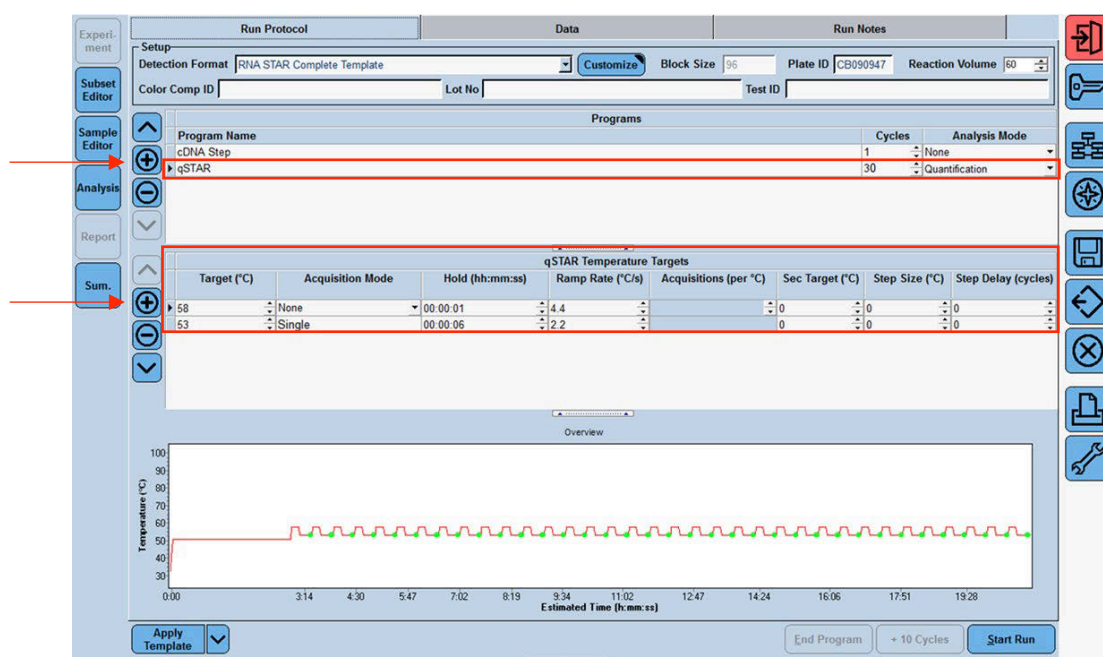 Experi-
ment
Subset
Editor
Sample
Editor
Analysis
Report
Sum.
Run Protocol Data Run Notes
Setup
Detection Format RNA STAR Complete Template Customize Block Size 96 Plate ID CB090947 Reaction Volume 60
Color Comp ID Lot No Test ID
Programs
Program Name Cycles Analysis Mode
cDNA Step 1 None
qSTAR 30 Quantification
qSTAR Temperature Targets
Target (°C) Acquisition Mode Hold (hh:mm:ss) Ramp Rate (°C/s) Acquisitions (per °C) Sec Target (°C) Step Size (°C) Step Delay (cycles)
58 None 00:00:01 4.4 0 0 0
53 Single 00:00:06 2.2 0 0 0
Overview
Temperature (°C)
100
90
80
70
60
50
40
30
0:00 3:14 4:30 5:47 7:02 8:19 9:34 11:02 12:47 14:24 16:06 17:51 19:28
Estimated Time (h:mm:ss)
Apply
Template
End Program + 10 Cycles Start Run